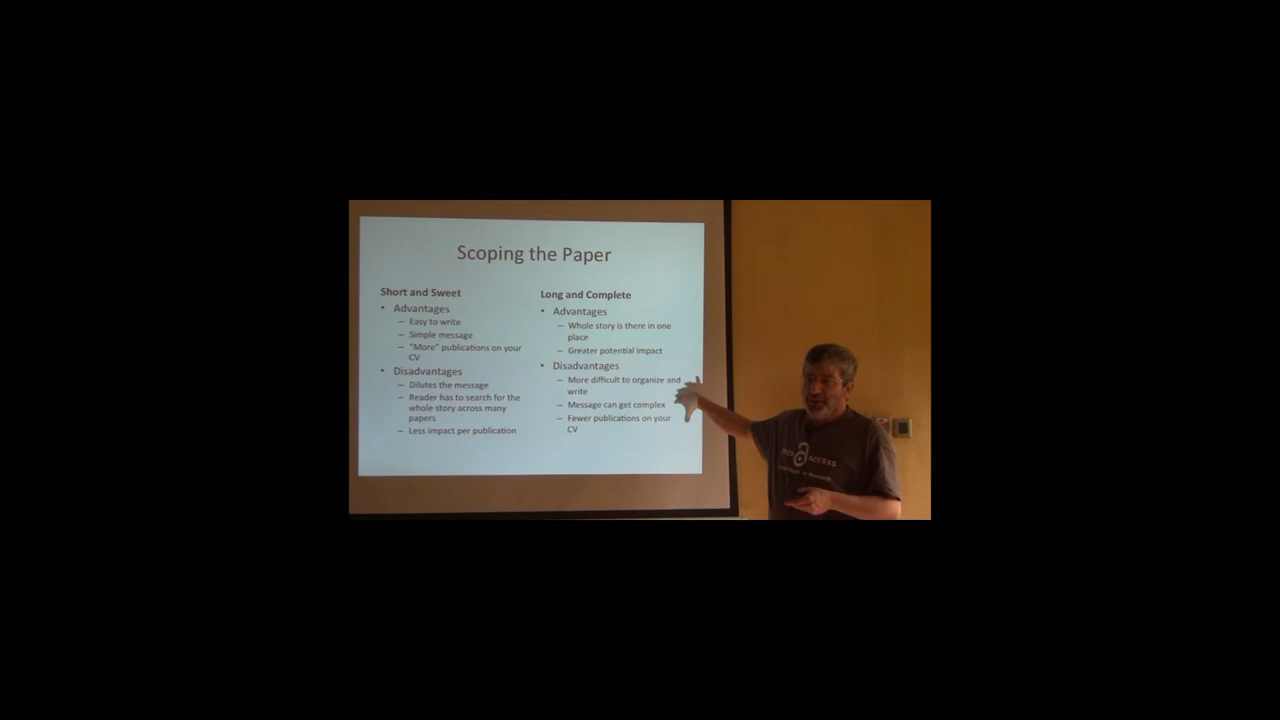 Scoping the Paper
Short and Sweet
• Advantages
– Easy to write
– Simple message
– "More" publications on your
CV
• Disadvantages
– Dilutes the message
– Reader has to search for the
whole story across many
papers
– Less impact per publication
Long and Complete
• Advantages
– Whole story is there in one
place
– Greater potential impact
• Disadvantages
– More difficult to organize and
write
– Message can get complex
– Fewer publications on your
CV
ACCESS